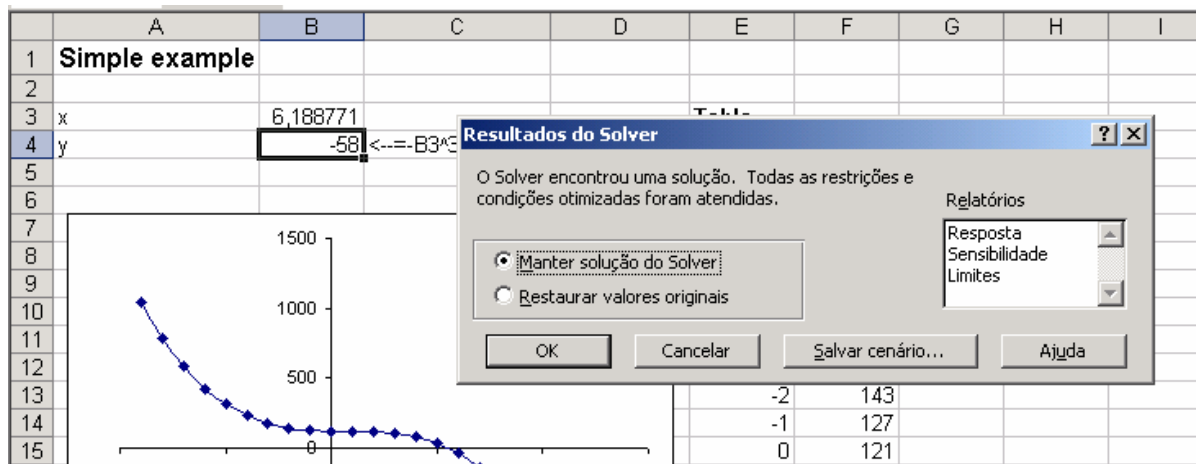 A B C D E F G H I
1 Simple example
2
3 x 6,188771 Table
4 y -58 <--=-B3^3
Resultados do Solver
O Solver encontrou uma solução. Todas as restrições e
condições otimizadas foram atendidas.
Relatórios
Resposta
Sensibilidade
Limites
Manter solução do Solver
Restaurar valores originais
OK Cancelar Salvar cenário... Ajuda
5
6
7
8
9
10
11
12
13 -2 143
14 -1 127
15 0 121
1500
1000
500
0